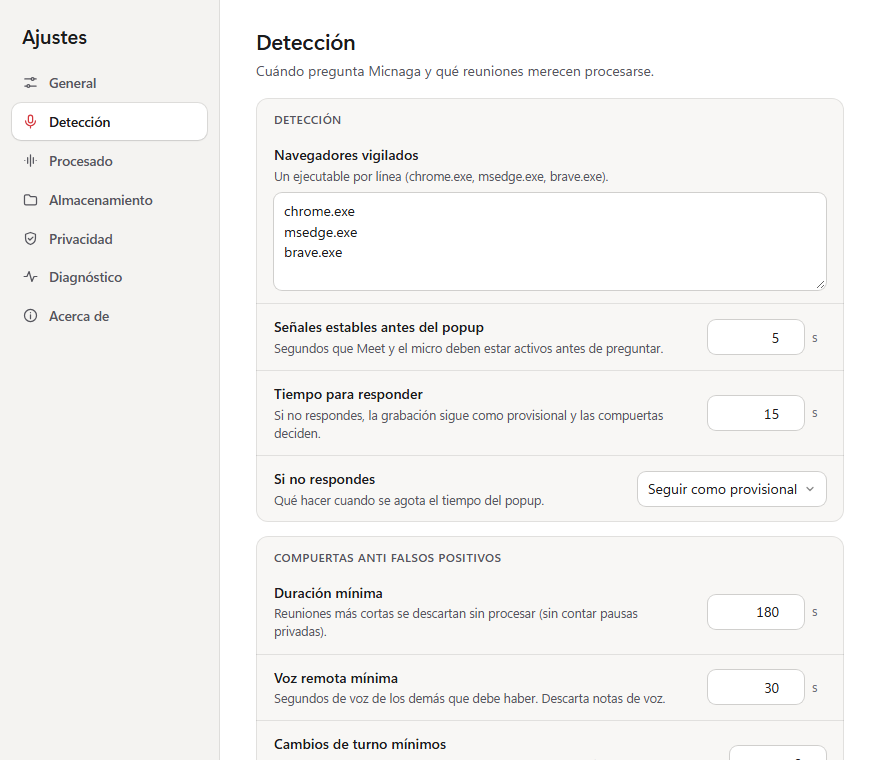 Ajustes
General
Detección
Procesado
Almacenamiento
Privacidad
Diagnóstico
Acerca de
Detección
Cuándo pregunta Micnaga y qué reuniones merecen procesarse.
DETECCIÓN
Navegadores vigilados
Un ejecutable por línea (chrome.exe, msedge.exe, brave.exe).
chrome.exe
msedge.exe
brave.exe
Señales estables antes del popup
Segundos que Meet y el micro deben estar activos antes de preguntar.
5 s
Tiempo para responder
Si no respondes, la grabación sigue como provisional y las compuertas
deciden.
15 s
Si no respondes
Qué hacer cuando se agota el tiempo del popup.
Seguir como provisional
COMPUERTAS ANTI FALSOS POSITIVOS
Duración mínima
Reuniones más cortas se descartan sin procesar (sin contar pausas
privadas).
180 s
Voz remota mínima
Segundos de voz de los demás que debe haber. Descarta notas de voz.
30 s
Cambios de turno mínimos